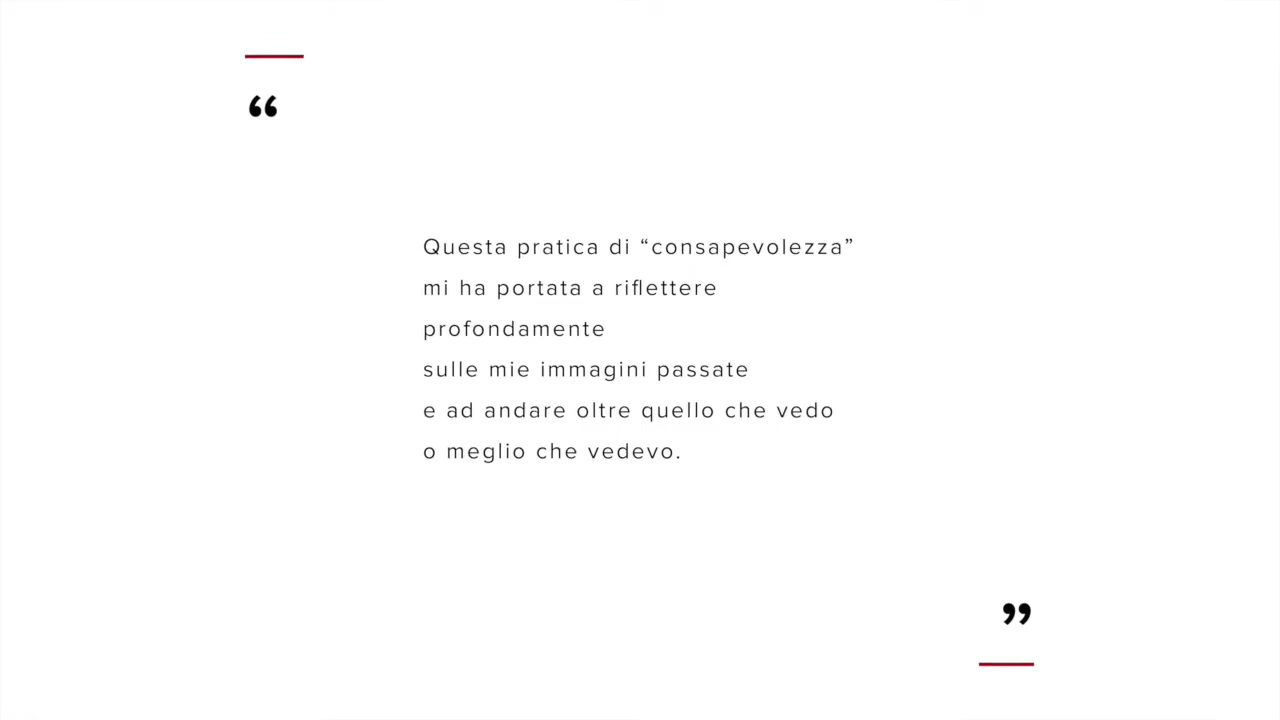 “
Questa pratica di “consapevolezza”
mi ha portata a riflettere
profondamente
sulle mie immagini passate
e ad andare oltre quello che vedo
o meglio che vedevo.
”